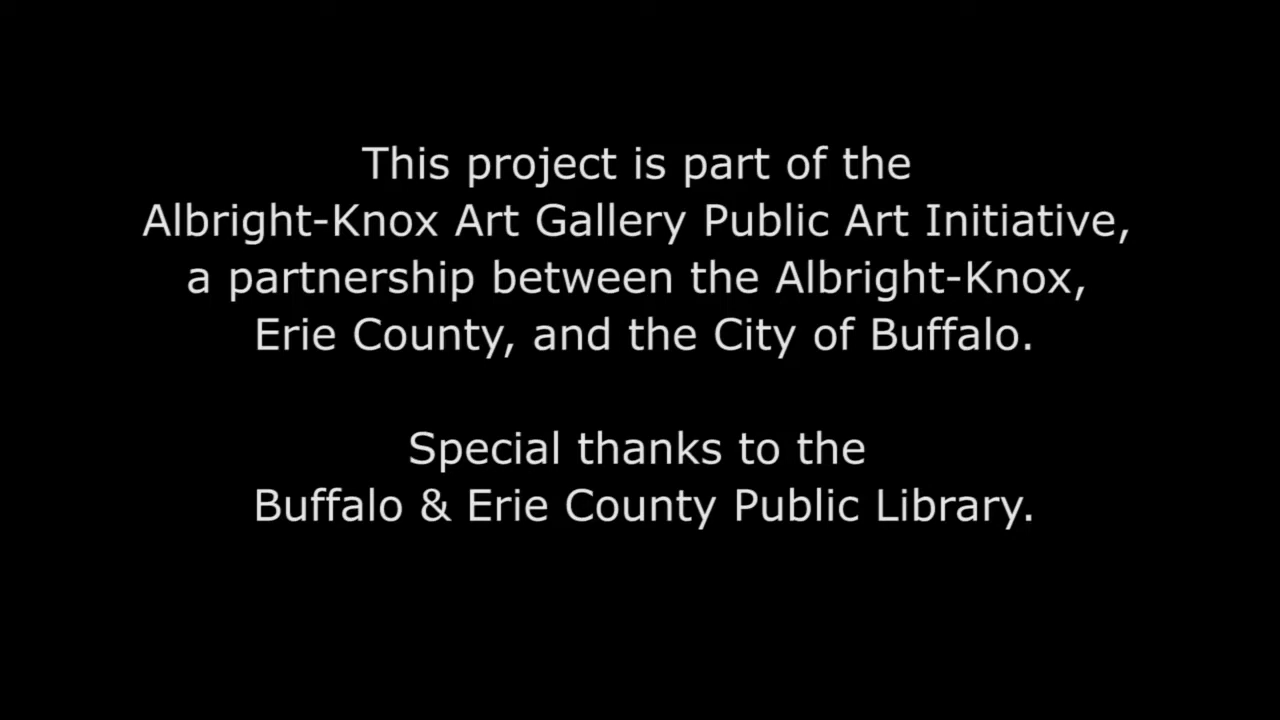 This project is part of the
Albright-Knox Art Gallery Public Art Initiative,
a partnership between the Albright-Knox,
Erie County, and the City of Buffalo.
Special thanks to the
Buffalo & Erie County Public Library.